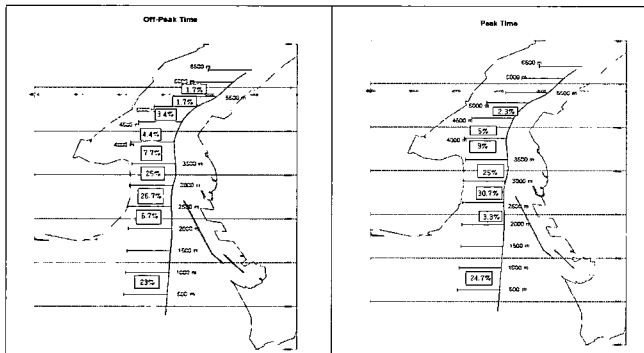 Off-Peak Time
6500 m
6000 m
1.7%
5500 m
1.7%
5000 m
3.4%
4500 m
4.4%
4000 m
7.7%
3500 m
25%
3000 m
26.7%
2500 m
6.7%
2000 m
1500 m
1000 m
23%
500 m
Peak Time
6500 m
6000 m
5500 m
5000 m
2.3%
4500 m
5%
4000 m
9%
3500 m
25%
3000 m
30.7%
2500 m
3.3%
2000 m
1500 m
1000 m
24.7%
500 m